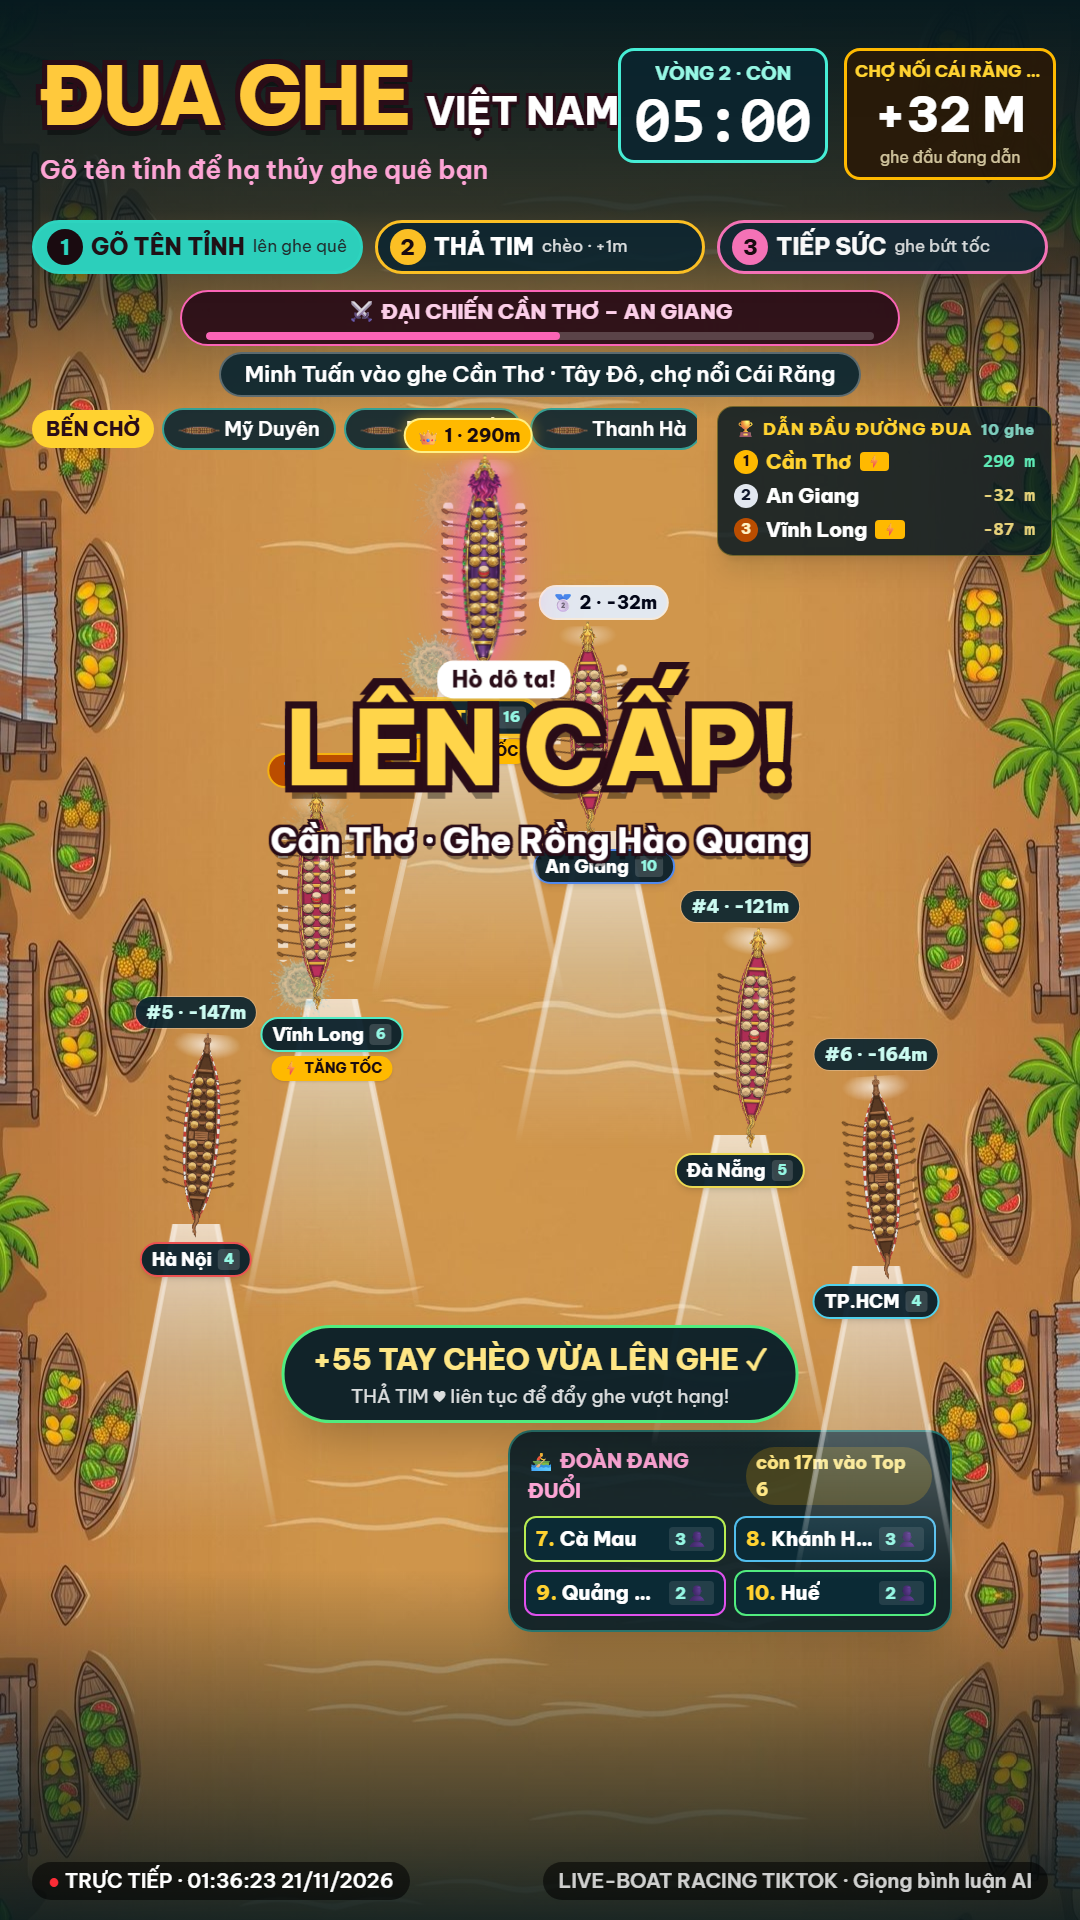 ĐUA GHE VIỆT NAM
Gõ tên tỉnh để hạ thủy ghe quê bạn
VÒNG 2 · CÒN
05:00
CHỢ NỔI CÁI RĂNG ...
+32 M
ghe đầu đang dẫn
1 GÕ TÊN TỈNH lên ghe quê
2 THẢ TIM chèo · +1m
3 TIẾP SỨC ghe bứt tốc
⚔️ ĐẠI CHIẾN CẦN THƠ – AN GIANG
Minh Tuấn vào ghe Cần Thơ · Tây Đô, chợ nổi Cái Răng
BẾN CHỜ
Mỹ Duyên
Thanh Hà
1 · 290m
🏆 DẪN ĐẦU ĐƯỜNG ĐUA 10 ghe
1 Cần Thơ 290 m
2 An Giang -32 m
3 Vĩnh Long -87 m
2 · -32m
Hò dô ta!
16
LÊN CẤP!
Cần Thơ · Ghe Rồng Hào Quang
An Giang 10
#4 · -121m
#5 · -147m
Vĩnh Long 6
TĂNG TỐC
#6 · -164m
Đà Nẵng 5
Hà Nội 4
TP.HCM 4
+55 TAY CHÈO VỪA LÊN GHE ✓
THẢ TIM ♥ liên tục để đẩy ghe vượt hạng!
ĐOÀN ĐANG ĐUỔI
còn 17m vào Top 6
7. Cà Mau 3
8. Khánh H... 3
9. Quảng ... 2
10. Huế 2
TRỰC TIẾP · 01:36:23 21/11/2026
LIVE-BOAT RACING TIKTOK · Giọng bình luận AI